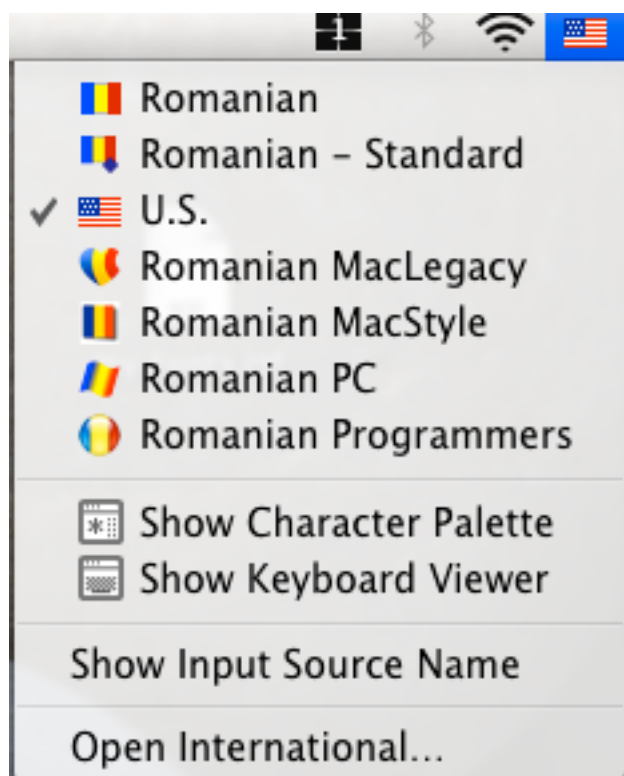 1
Romanian
Romanian – Standard
U.S.
Romanian MacLegacy
Romanian MacStyle
Romanian PC
Romanian Programmers
Show Character Palette
Show Keyboard Viewer
Show Input Source Name
Open International...